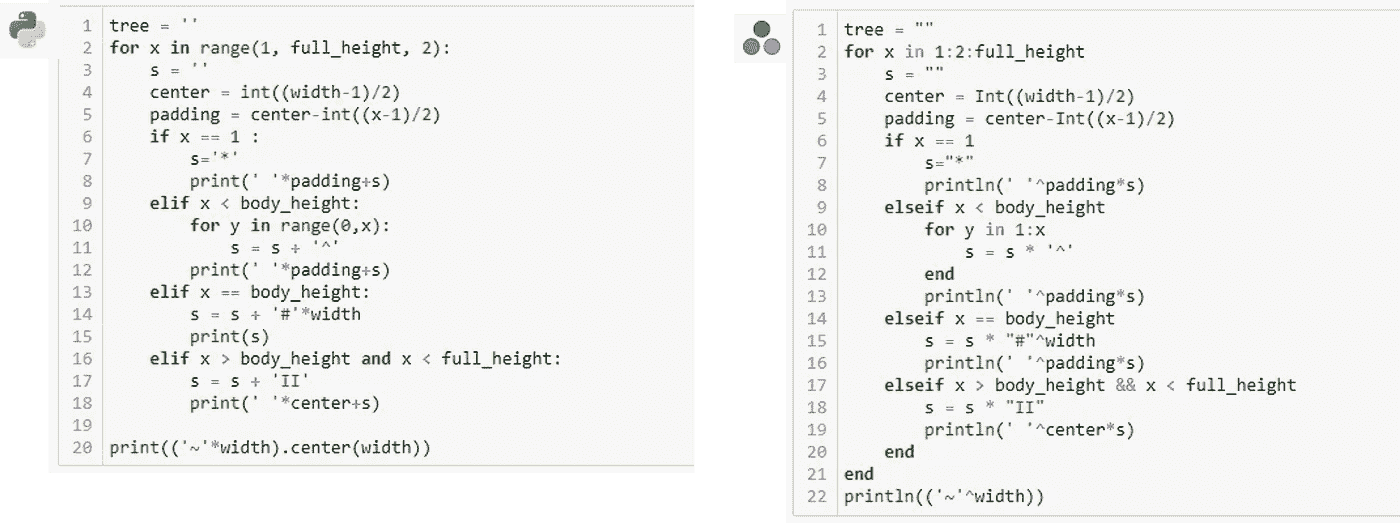 1 tree = ''
2 for x in range(1, full_height, 2):
3     s = ''
4     center = int((width-1)/2)
5     padding = center-int((x-1)/2)
6     if x == 1 :
7         s='*'
8         print(' '*padding+s)
9     elif x < body_height:
10         for y in range(0,x):
11             s = s + '^'
12         print(' '*padding+s)
13     elif x == body_height:
14         s = s + '#'*width
15         print(s)
16     elif x > body_height and x < full_height:
17         s = s + 'II'
18         print(' '*center+s)
19
20 print(('~'*width).center(width))
1 tree = ""
2 for x in 1:2:full_height
3     s = ""
4     center = Int((width-1)/2)
5     padding = center-Int((x-1)/2)
6     if x == 1
7         s="*"
8         println(' '^padding*s)
9     elseif x < body_height
10         for y in 1:x
11             s = s * '^'
12         end
13         println(' '^padding*s)
14     elseif x == body_height
15         s = s * "#"^width
16         println(' '^padding*s)
17     elseif x > body_height && x < full_height
18         s = s * "II"
19         println(' '^center*s)
20     end
21 end
22 println(('~'^width))